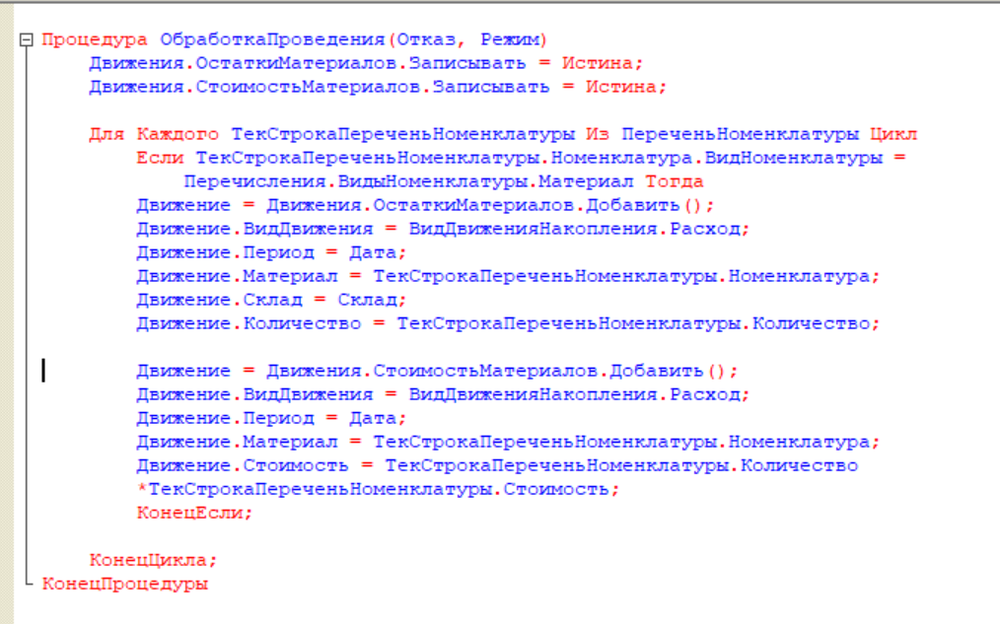 Процедура ОбработкаПроведения(Отказ, Режим)
Движения.ОстаткиМатериалов.Записывать = Истина;
Движения.СтоимостьМатериалов.Записывать = Истина;
Для Каждого ТекСтрокаПереченьНоменклатуры Из ПереченьНоменклатуры Цикл
Если ТекСтрокаПереченьНоменклатуры.Номенклатура.ВидНоменклатуры =
Перечисления.ВидыНоменклатуры.Материал Тогда
Движение = Движения.ОстаткиМатериалов.Добавить();
Движение.ВидДвижения = ВидДвиженияНакопления.Расход;
Движение.Период = Дата;
Движение.Материал = ТекСтрокаПереченьНоменклатуры.Номенклатура;
Движение.Склад = Склад;
Движение.Количество = ТекСтрокаПереченьНоменклатуры.Количество;
Движение = Движения.СтоимостьМатериалов.Добавить();
Движение.ВидДвижения = ВидДвиженияНакопления.Расход;
Движение.Период = Дата;
Движение.Материал = ТекСтрокаПереченьНоменклатуры.Номенклатура;
Движение.Стоимость = ТекСтрокаПереченьНоменклатуры.Количество
*ТекСтрокаПереченьНоменклатуры.Стоимость;
КонецЕсли;
КонецЦикла;
КонецПроцедуры